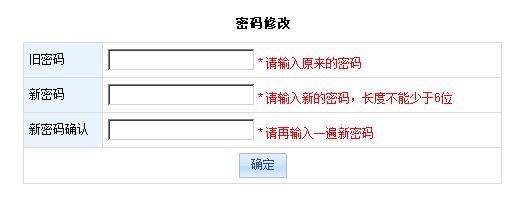 密码修改
旧密码 *请输入原来的密码
新密码 *请输入新的密码，长度不能少于6位
新密码确认 *请再输入一遍新密码
确定